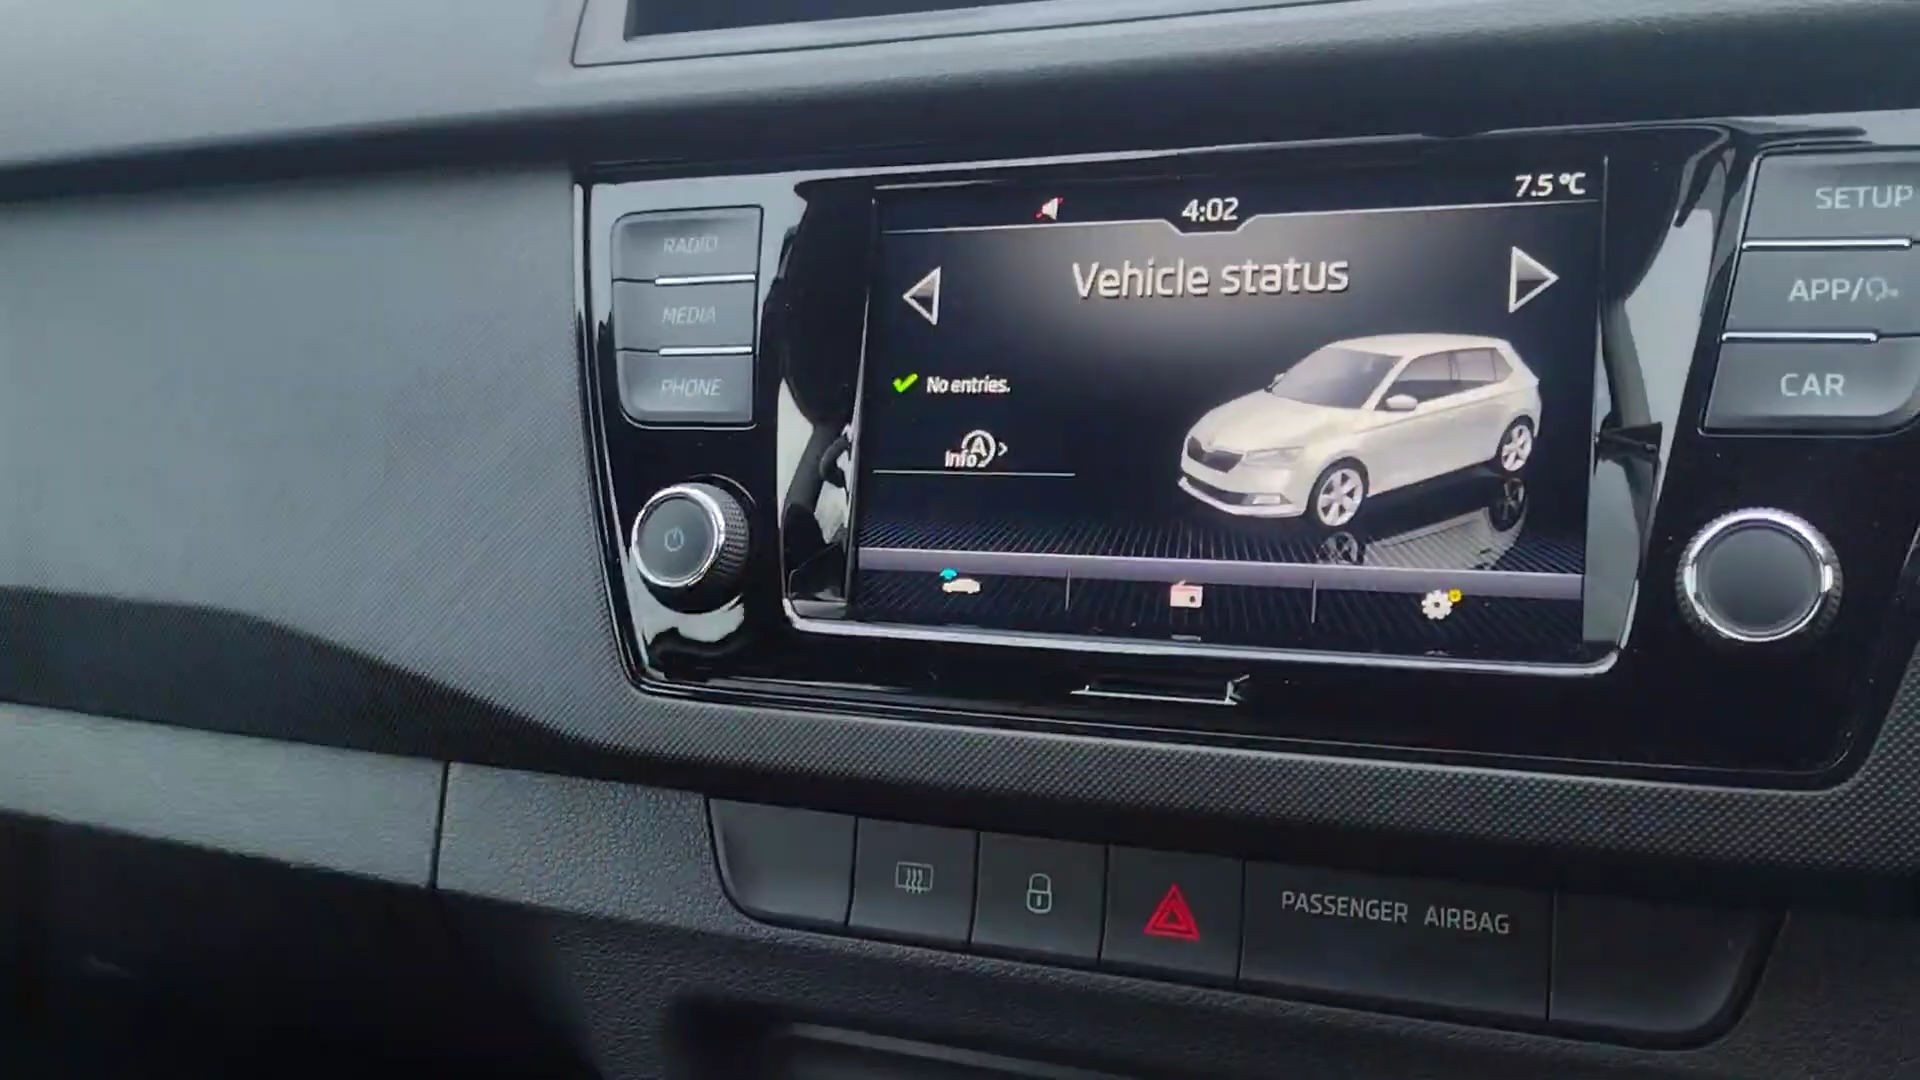 RADIO
MEDIA
PHONE
4:02
7.5°C
Vehicle status
No entries.
A
Info
SETUP
APP/
CAR
PASSENGER AIRBAG